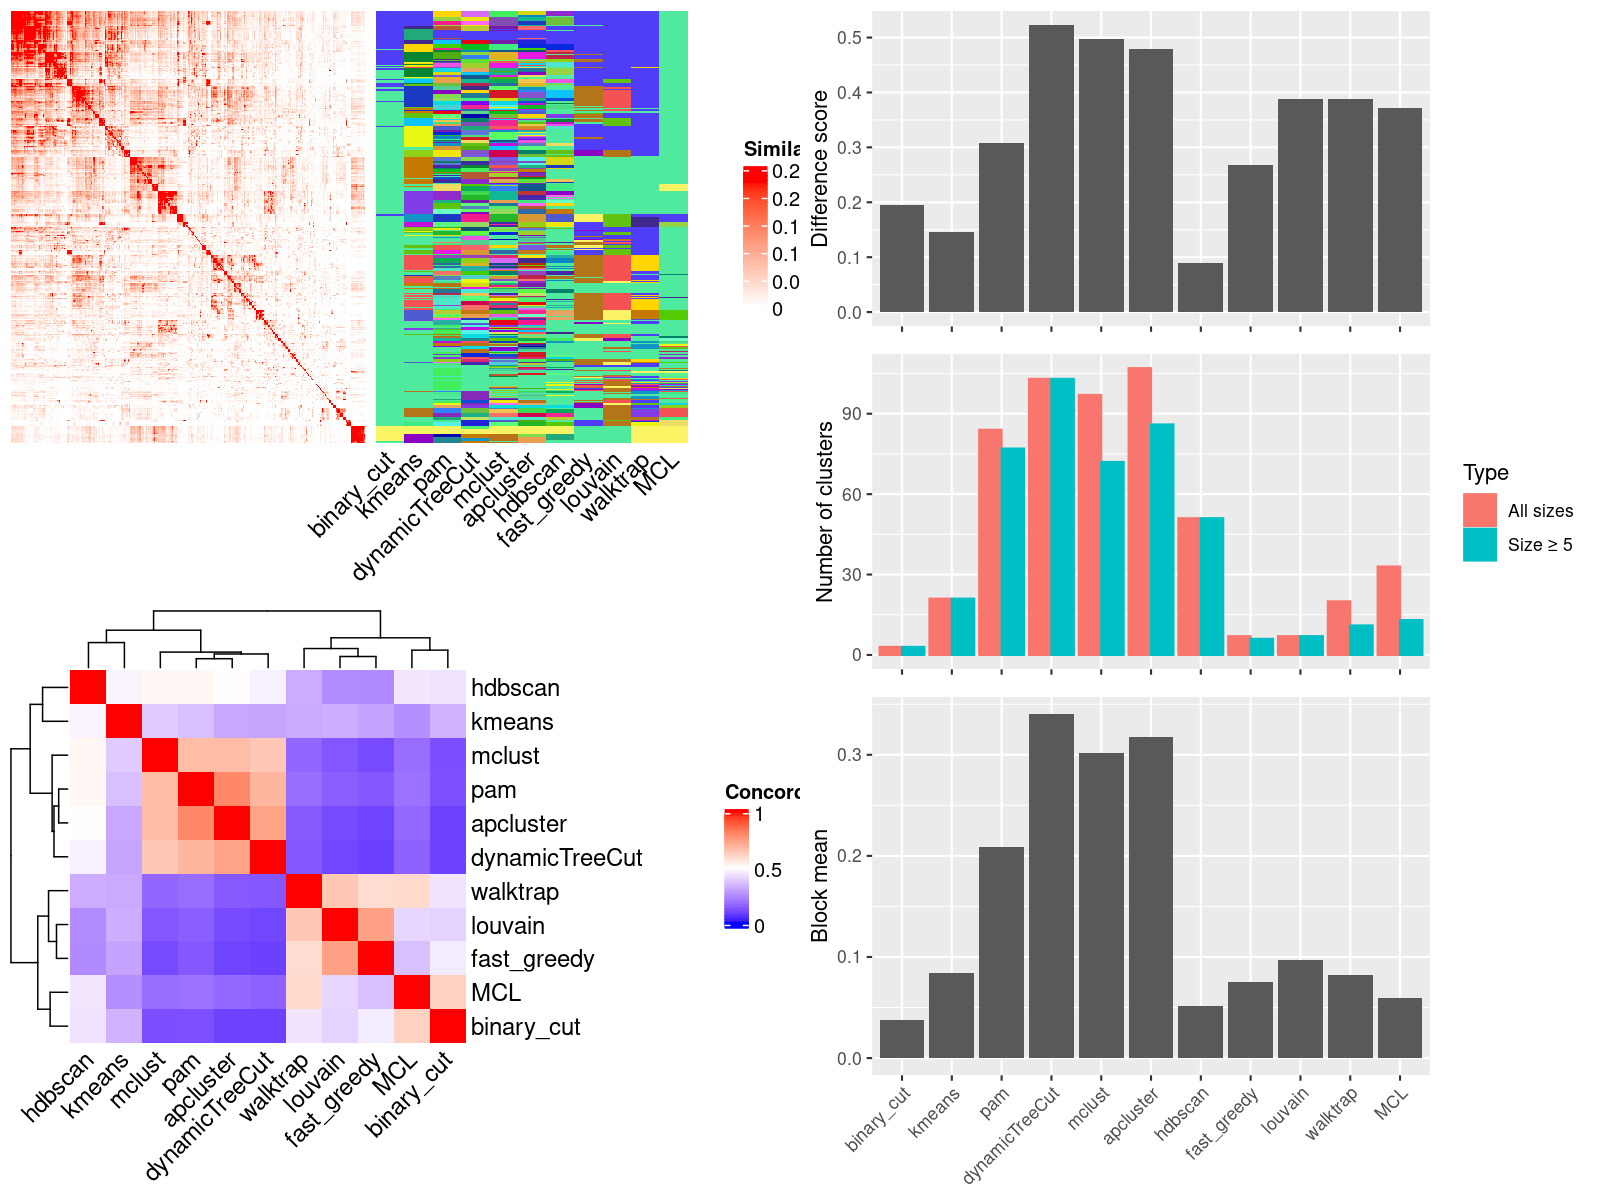 Simila
0.2
0.2
0.1
0.1
0.0
0
binary_cut
kmeans
pam
dynamicTreeCut
mclust
apcluster
hdbscan
fast_greedy
louvain
walktrap
MCL
hdbscan
kmeans
mclust
pam
apcluster
dynamicTreeCut
walktrap
louvain
fast_greedy
MCL
binary_cut
hdbscan
kmeans
mclust
pam
apcluster
dynamicTreeCut
walktrap
louvain
fast_greedy
MCL
binary_cut
Concord
1
0.5
0
Difference score
0.5
0.4
0.3
0.2
0.1
0.0
Number of clusters
90
60
30
0
Type
All sizes
Size ≥ 5
Block mean
0.3
0.2
0.1
0.0
binary_cut
kmeans
pam
dynamicTreeCut
mclust
apcluster
hdbscan
fast_greedy
louvain
walktrap
MCL